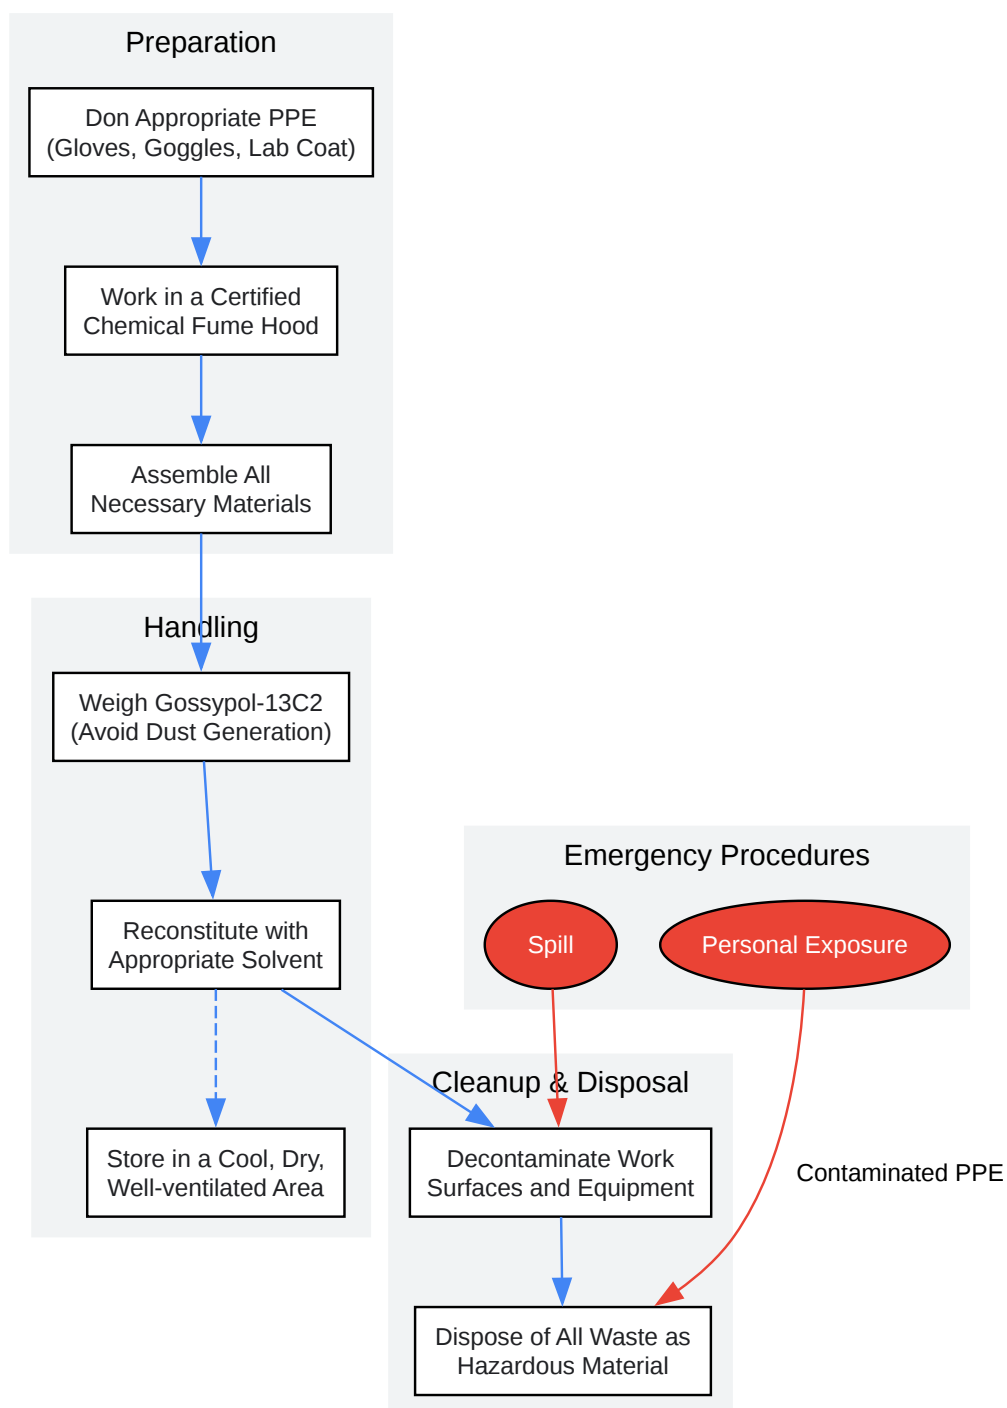 Preparation
Don Appropriate PPE
(Gloves, Goggles, Lab Coat)
Work in a Certified
Chemical Fume Hood
Assemble All
Necessary Materials
Handling
Weigh Gossypol-13C2
(Avoid Dust Generation)
Reconstitute with
Appropriate Solvent
Store in a Cool, Dry,
Well-ventilated Area
Emergency Procedures
Spill
Personal Exposure
Cleanup & Disposal
Decontaminate Work
Surfaces and Equipment
Contaminated PPE
Dispose of All Waste as
Hazardous Material